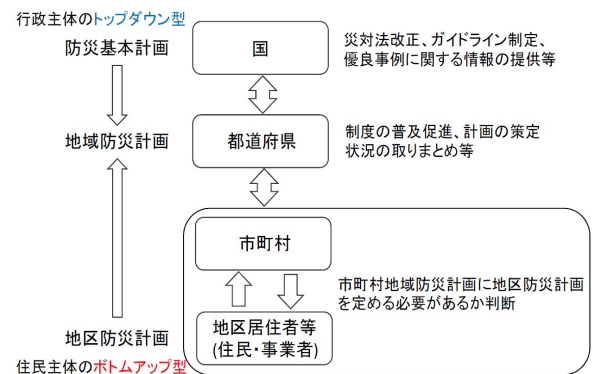 行政主体のトップダウン型
防災基本計画
国
災対法改正、ガイドライン制定、
優良事例に関する情報の提供等
地域防災計画
都道府県
制度の普及促進、計画の策定
状況の取りまとめ等
市町村
市町村地域防災計画に地区防災計画
を定める必要があるか判断
地区防災計画
地区居住者等
(住民・事業者)
住民主体のボトムアップ型